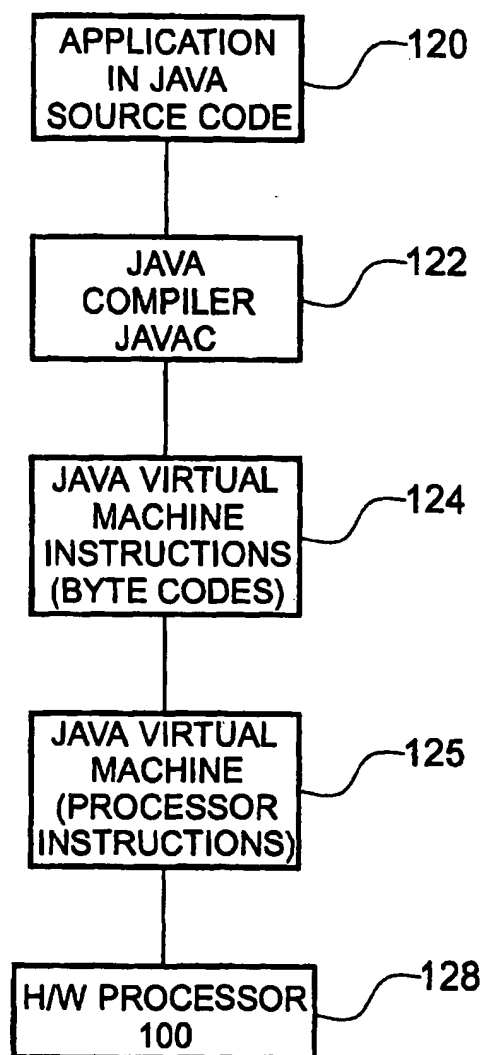 APPLICATION
IN JAVA
SOURCE CODE
120
JAVA
COMPILER
JAVAC
122
JAVA VIRTUAL
MACHINE
INSTRUCTIONS
(BYTE CODES)
124
JAVA VIRTUAL
MACHINE
(PROCESSOR
INSTRUCTIONS)
125
H/W PROCESSOR
100
128